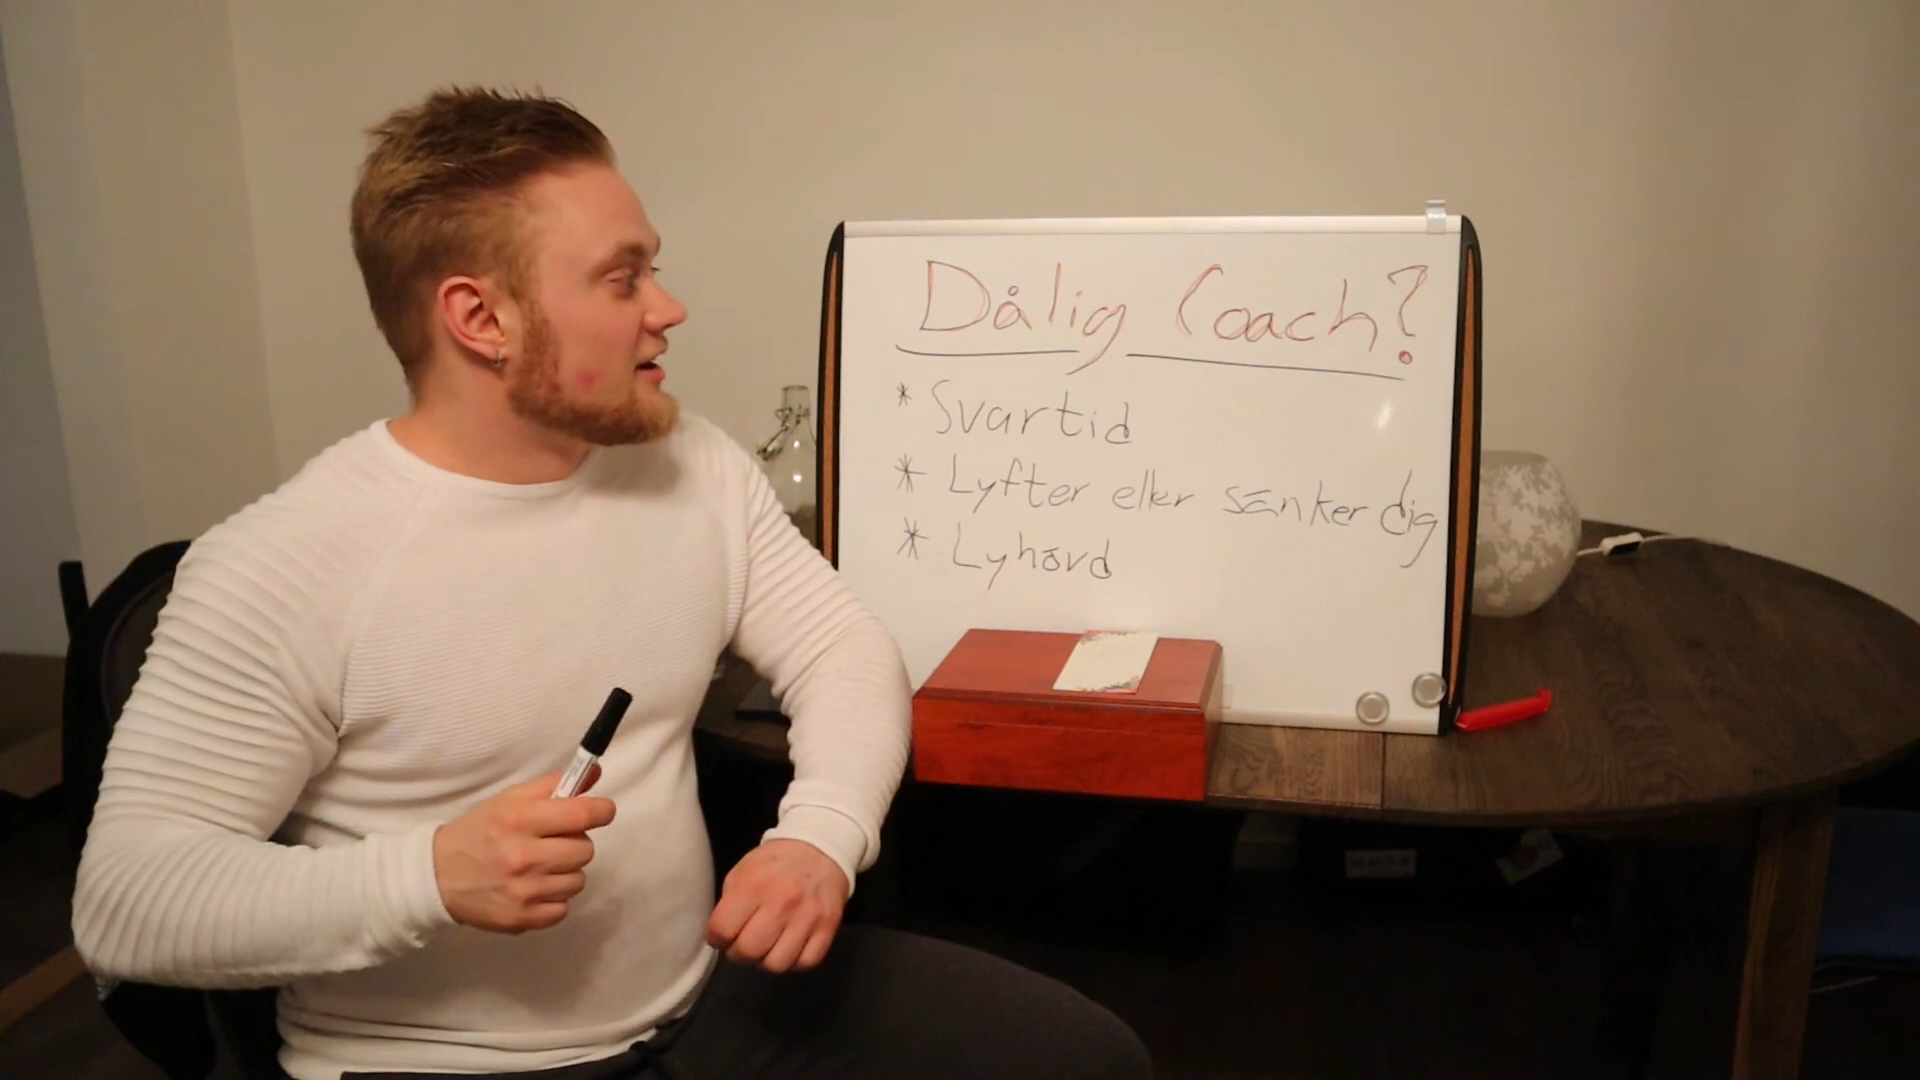 Dålig Coach?
* Svartid
* Lyfter eller sänker dig
* Lyhörd